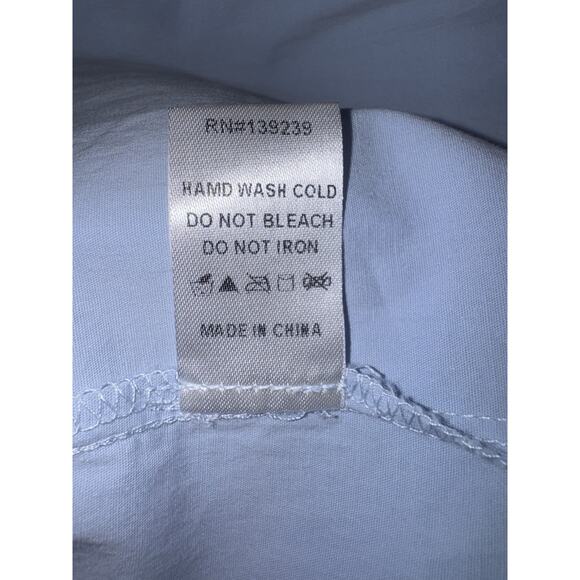 RN#139239
HAMD WASH COLD
DO NOT BLEACH
DO NOT IRON
MADE IN CHINA